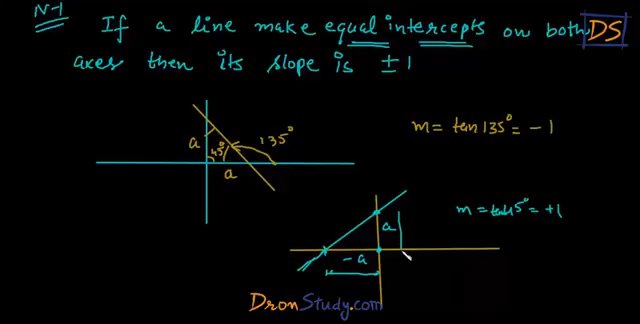 N-1 If a line make equal intercepts on both DS
axes then its slope is ± 1
a 45° 135° m = tan 135° = - 1
a
a m = tan 45° = +1
- a
DronStudy.com